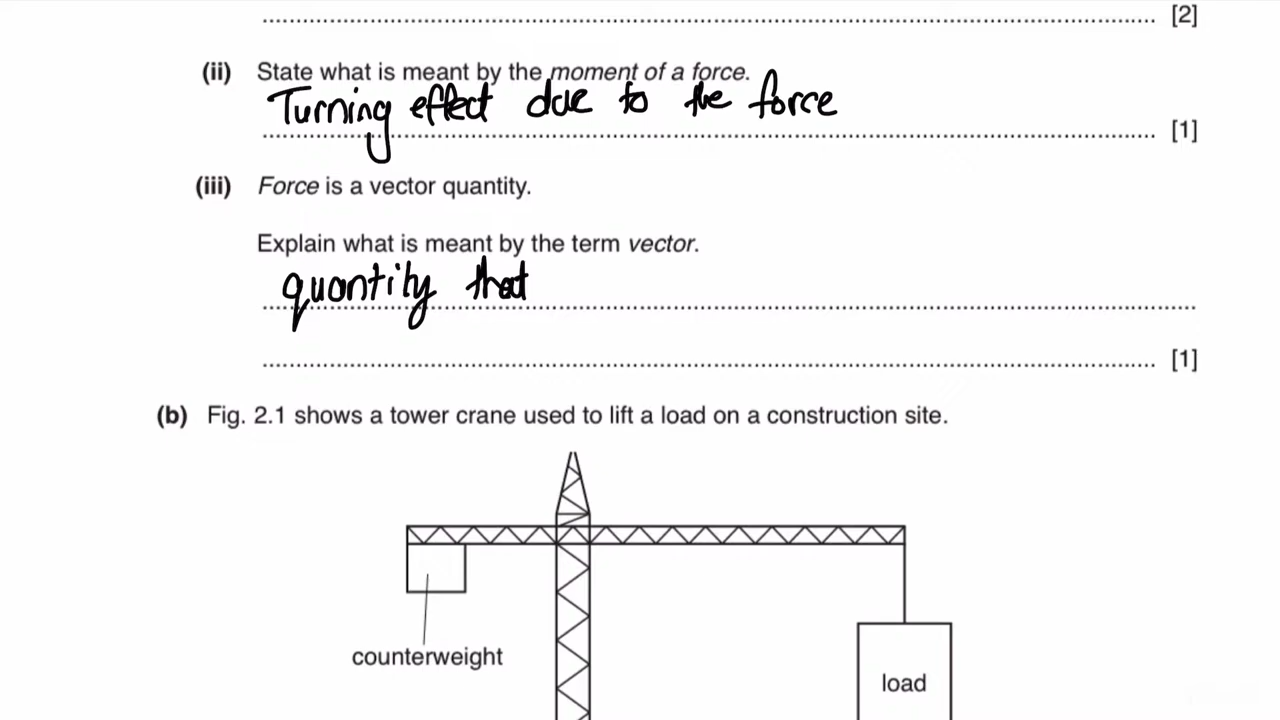 [2]
(ii) State what is meant by the moment of a force.
Turning effect due to the force
[1]
(iii) Force is a vector quantity.
Explain what is meant by the term vector.
quantity that
[1]
(b) Fig. 2.1 shows a tower crane used to lift a load on a construction site.
counterweight
load